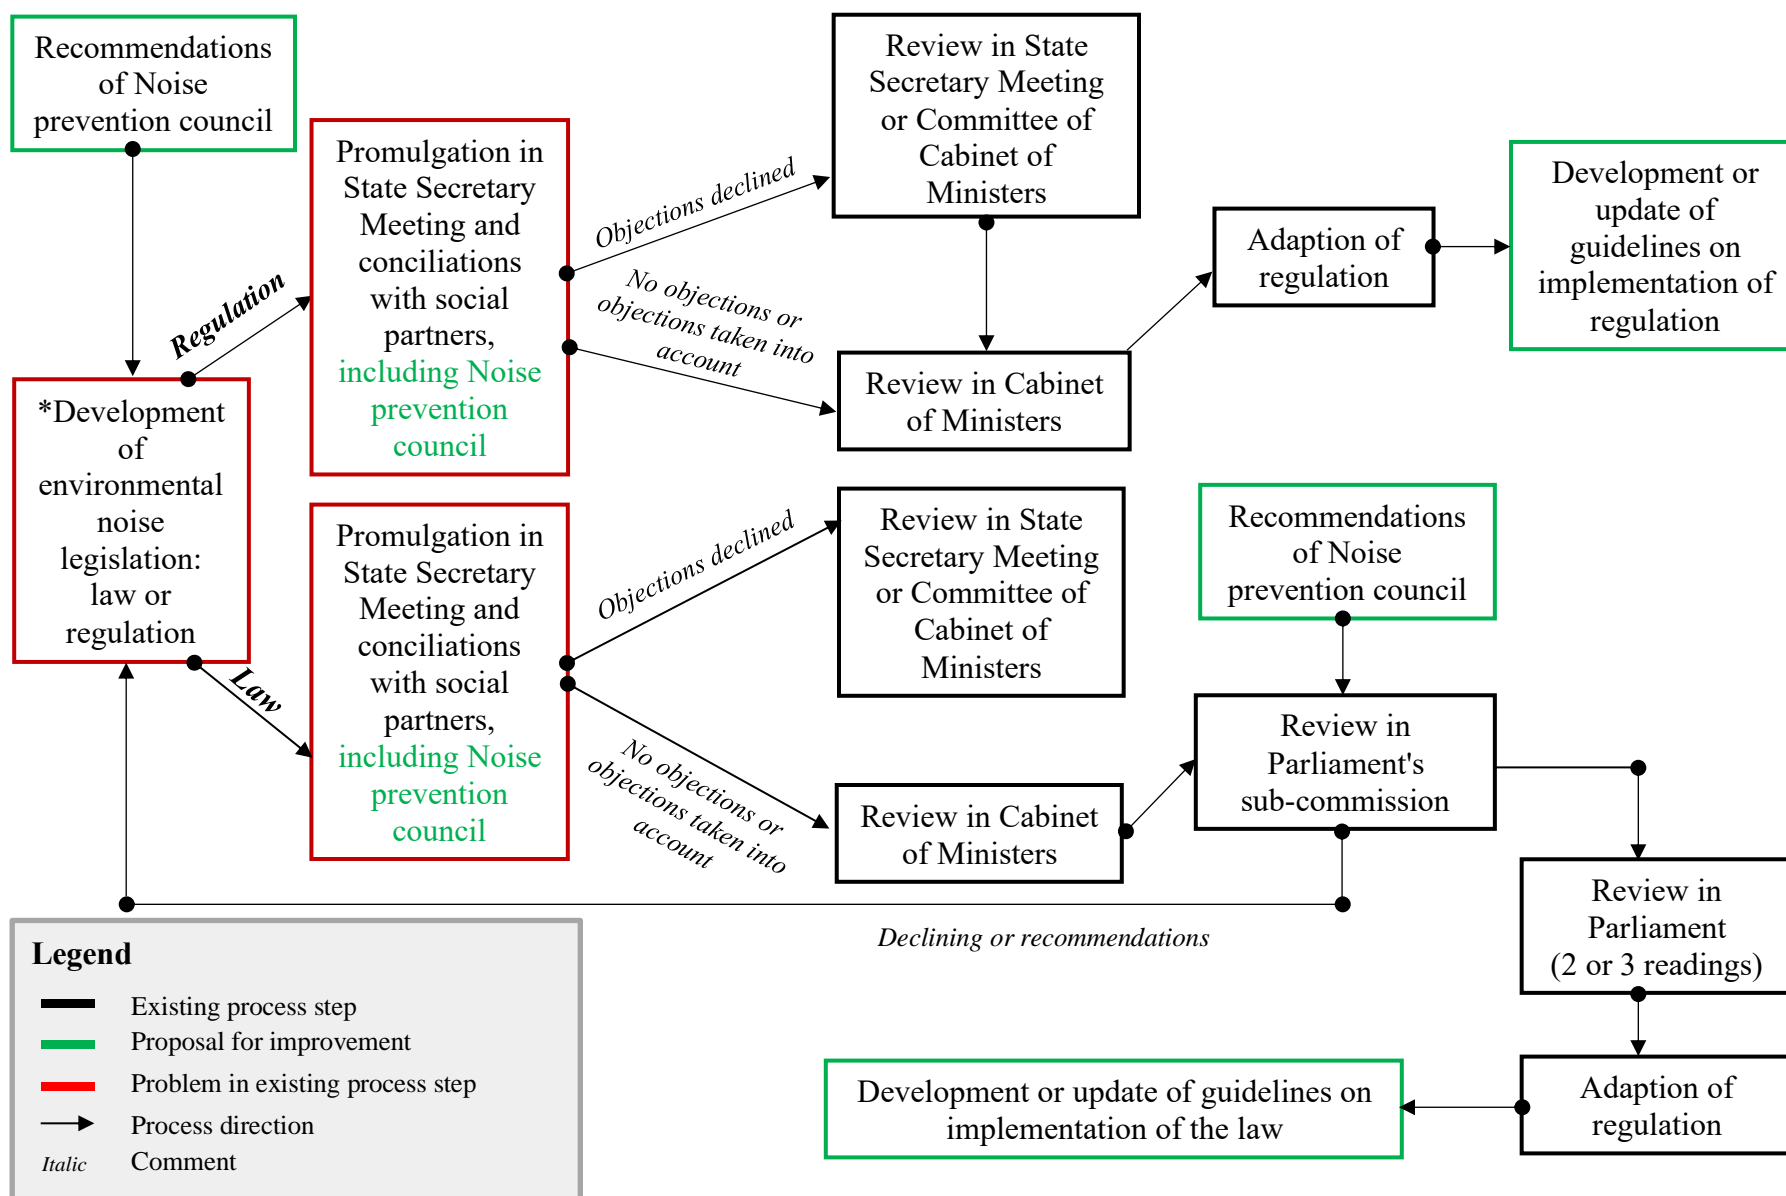 Recommendations
of Noise
prevention council
*Development
of
environmental
noise
legislation:
law or
regulation
Regulation
Law
Promulgation in
State Secretary
Meeting and
conciliations
with social
partners,
including Noise
prevention
council
Objections declined
No objections or
objections taken into
account
Review in State
Secretary Meeting
or Committee of
Cabinet of
Ministers
Review in Cabinet
of Ministers
Adaption of
regulation
Development or
update of
guidelines on
implementation of
regulation
Promulgation in
State Secretary
Meeting and
conciliations
with social
partners,
including Noise
prevention
council
Objections declined
No objections or
objections taken into
account
Review in State
Secretary Meeting
or Committee of
Cabinet of
Ministers
Review in Cabinet
of Ministers
Recommendations
of Noise
prevention council
Review in
Parliament's
sub-commission
Declining or recommendations
Review in
Parliament
(2 or 3 readings)
Adaption of
regulation
Development or update of guidelines on
implementation of the law
Legend
Existing process step
Proposal for improvement
Problem in existing process step
Process direction
Italic Comment